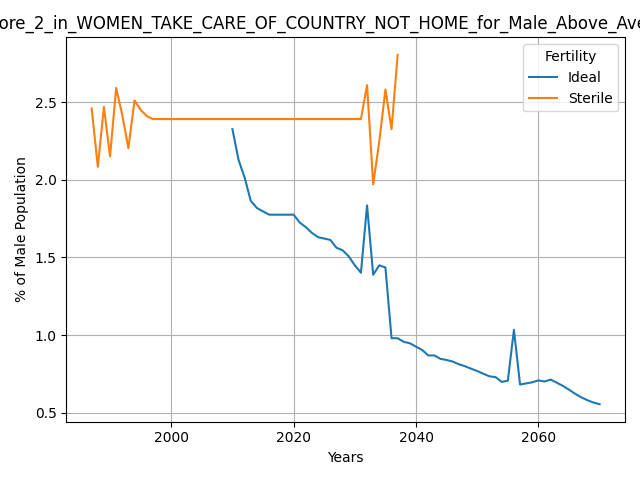 ore_2_in_WOMEN_TAKE_CARE_OF_COUNTRY_NOT_HOME_for_Male_Above_Ave
Fertility
Ideal
Sterile
% of Male Population
2.5
2.0
1.5
1.0
0.5
2000 2020 2040 2060
Years